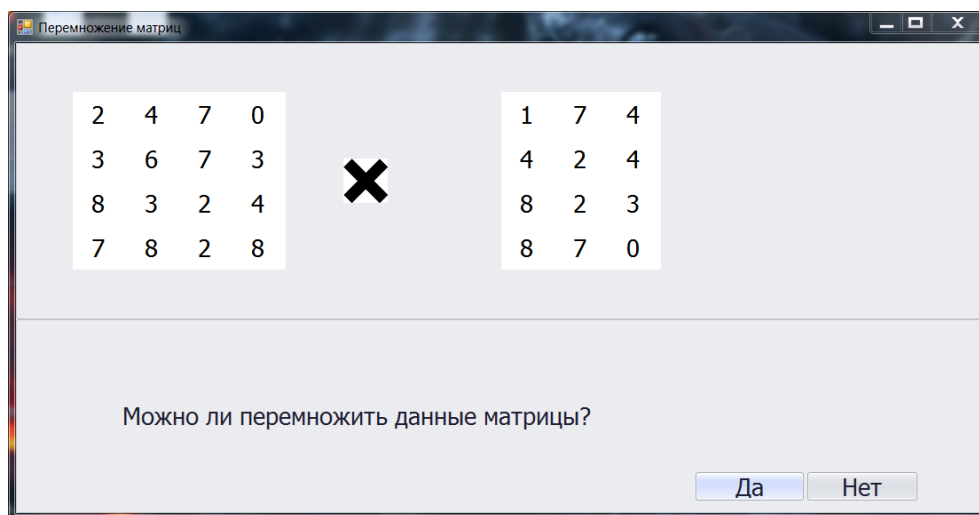 Перемножение матриц
2 4 7 0 1 7 4
3 6 7 3 4 2 4
8 3 2 4 8 2 3
7 8 2 8 8 7 0
Можно ли перемножить данные матрицы?
Да Нет